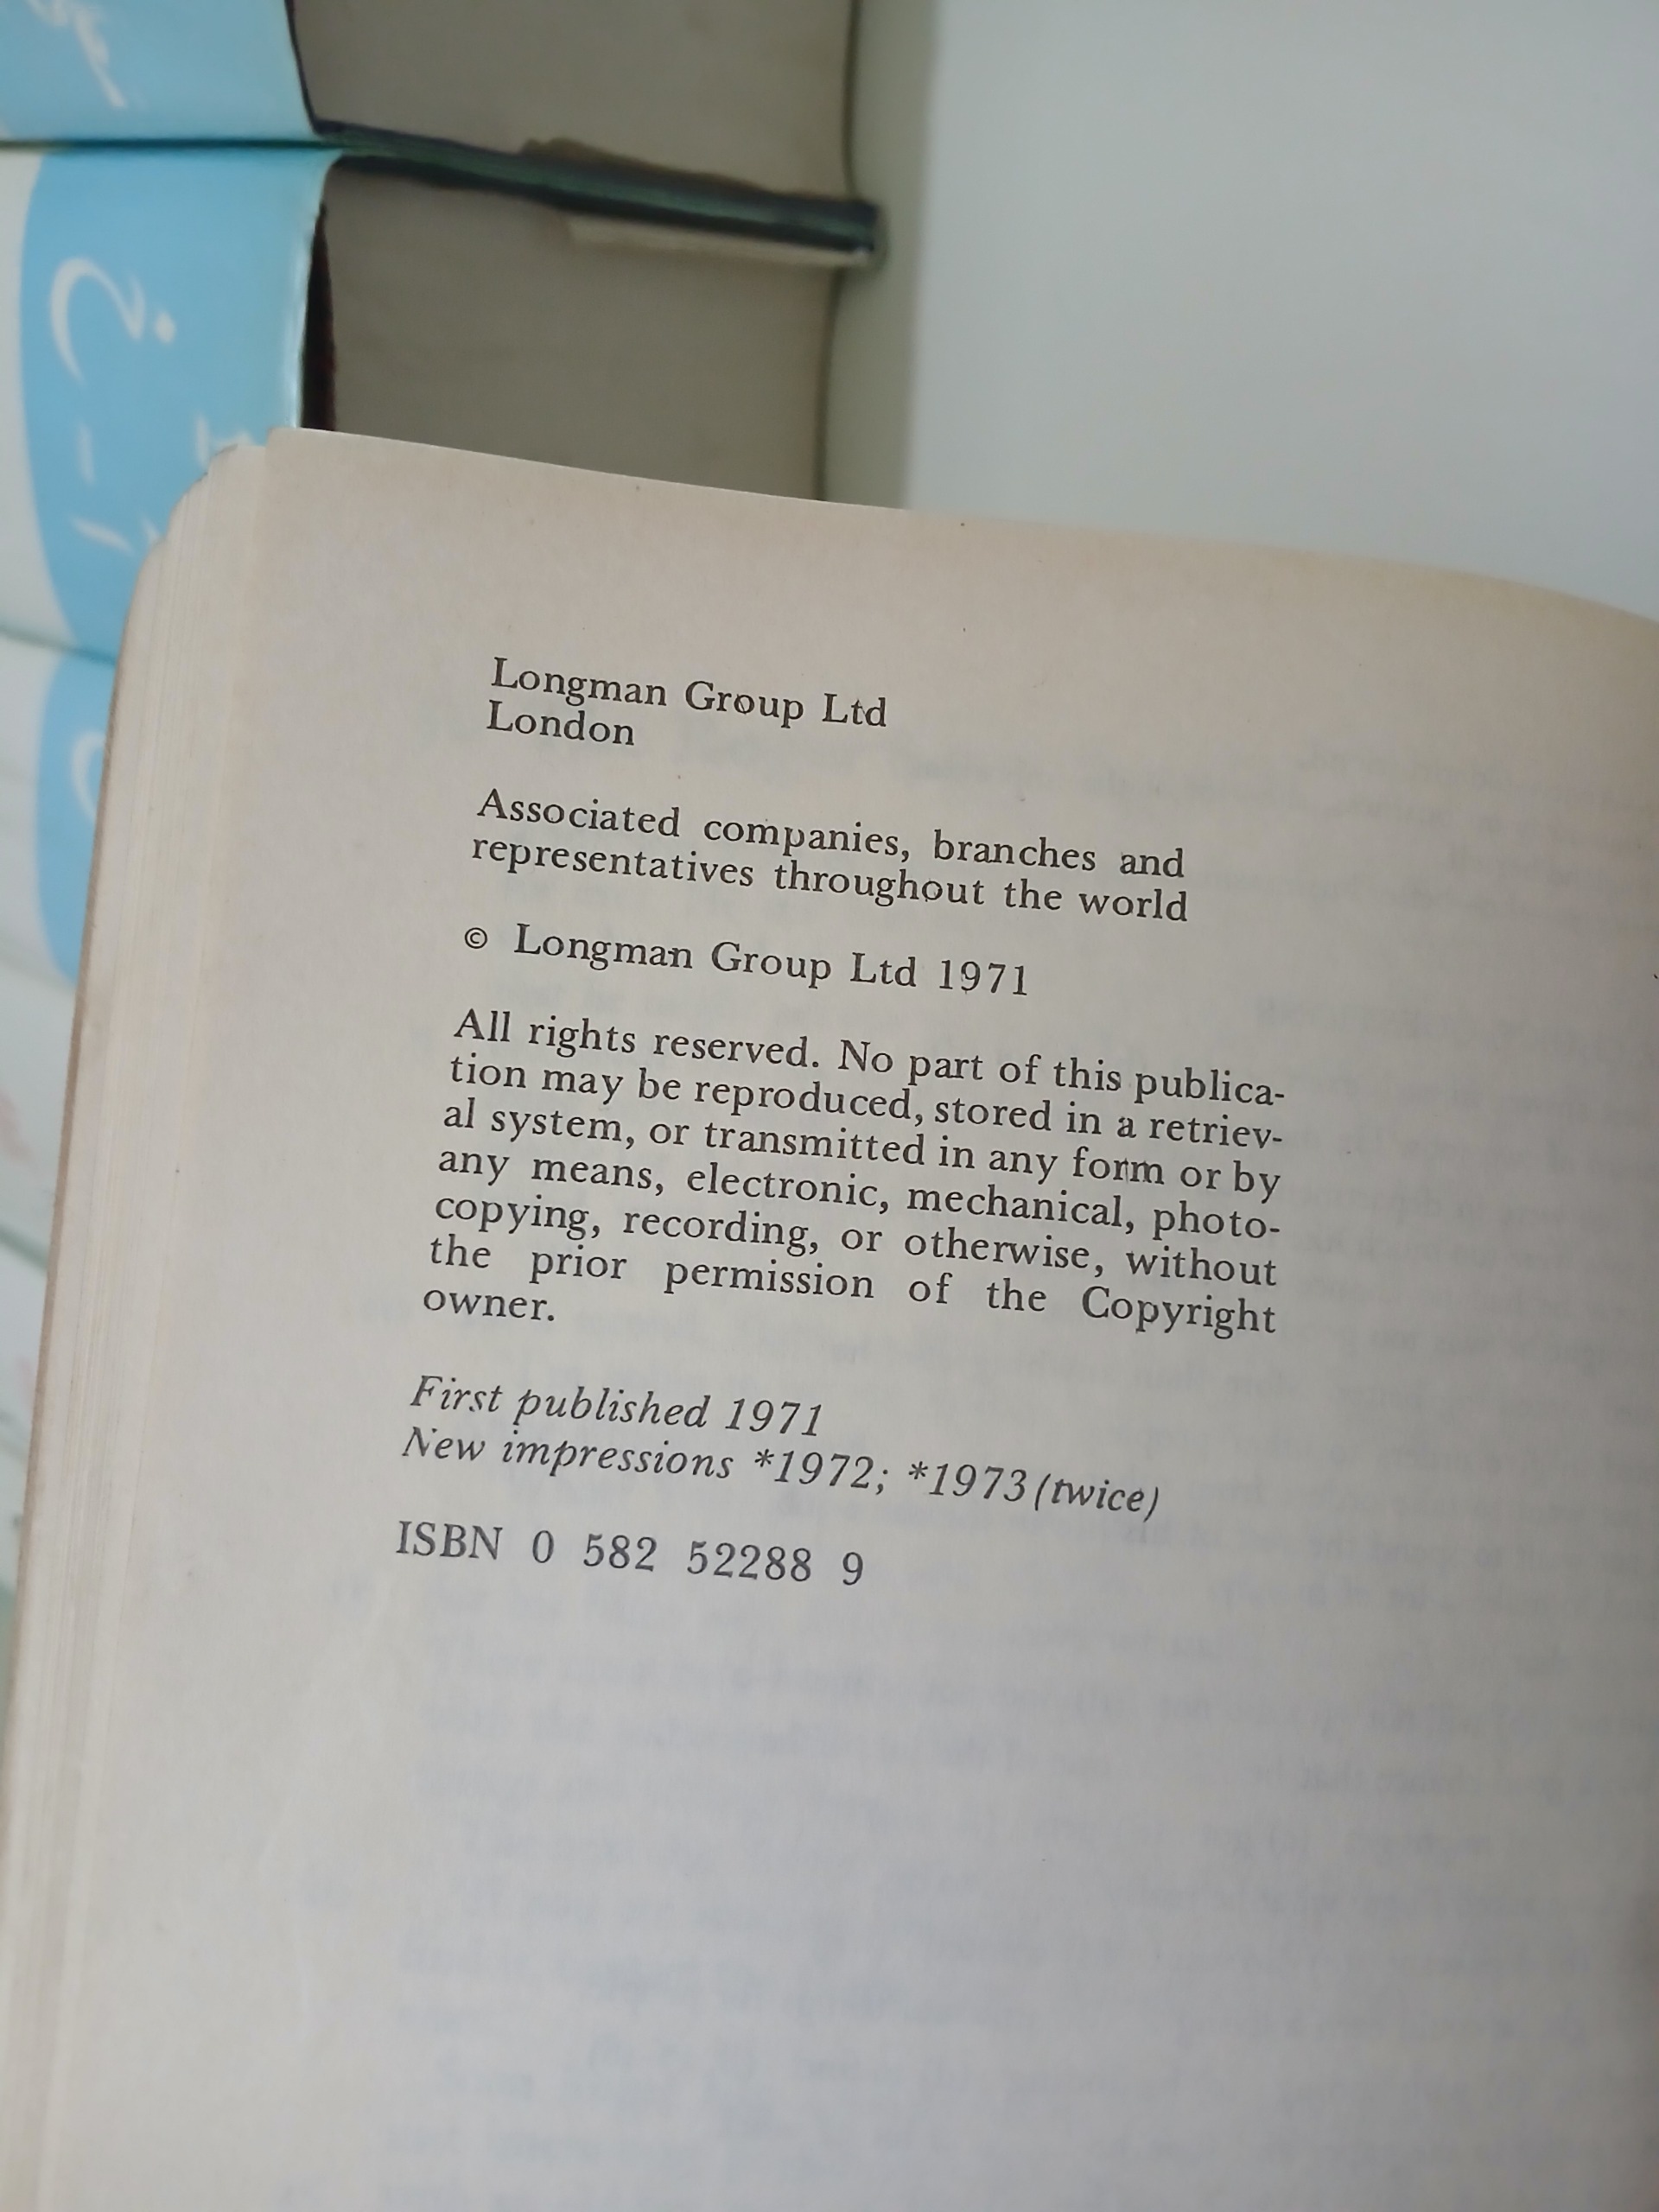 Longman Group Ltd
London
Associated companies, branches and
representatives throughout the world
© Longman Group Ltd 1971
All rights reserved. No part of this publica-
tion may be reproduced, stored in a retriev-
al system, or transmitted in any form or by
any means, electronic, mechanical, photo-
copying, recording, or otherwise, without
the prior permission of the Copyright
owner.
First published 1971
New impressions *1972; *1973 (twice)
ISBN 0 582 52288 9